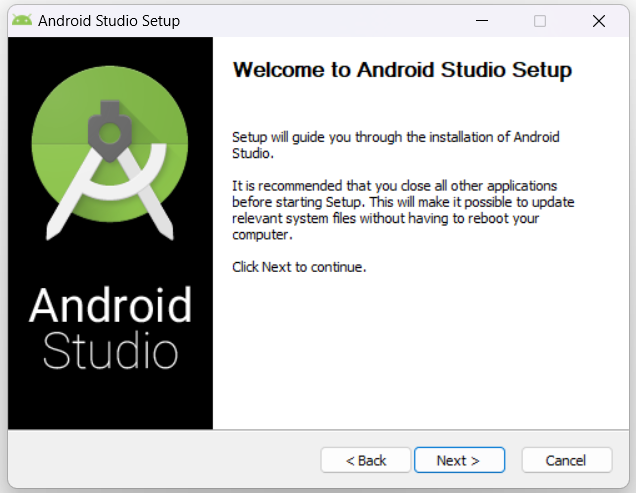 Android Studio Setup
Welcome to Android Studio Setup
Setup will guide you through the installation of Android
Studio.
It is recommended that you close all other applications
before starting Setup. This will make it possible to update
relevant system files without having to reboot your
computer.
Click Next to continue.
Android
Studio
< Back
Next >
Cancel